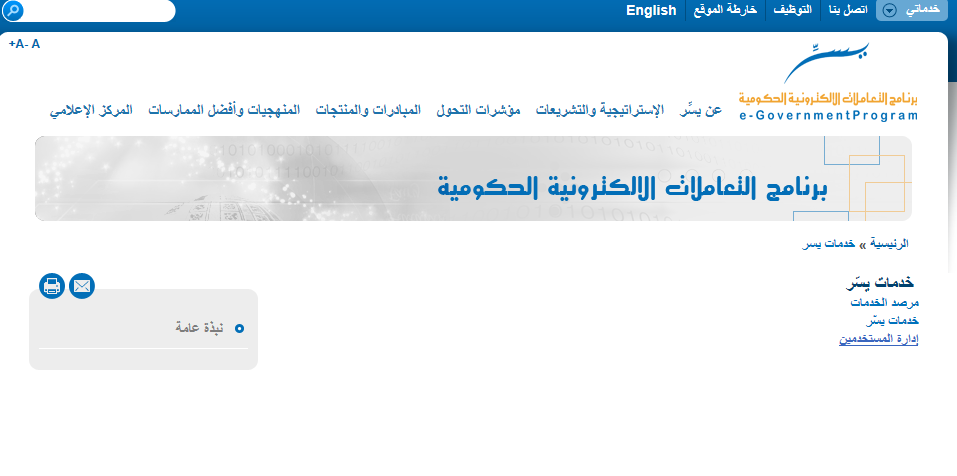 خدماتي اتصل بنا التوظيف خارطة الموقع English
+A- A
يسّر
برنامج التعاملات الالكترونية الحكومية
e-GovernmentProgram
عن يسِّر الإستراتيجية والتشريعات مؤشرات التحول المبادرات والمنتجات المنهجيات وأفضل الممارسات المركز الإعلامي
برنامج التعاملات الالكترونية الحكومية
الرئيسية » خدمات يسر
خدمات يسّر
مرصد الخدمات
خدمات يسّر
إدارة المستخدمين
نبذة عامة